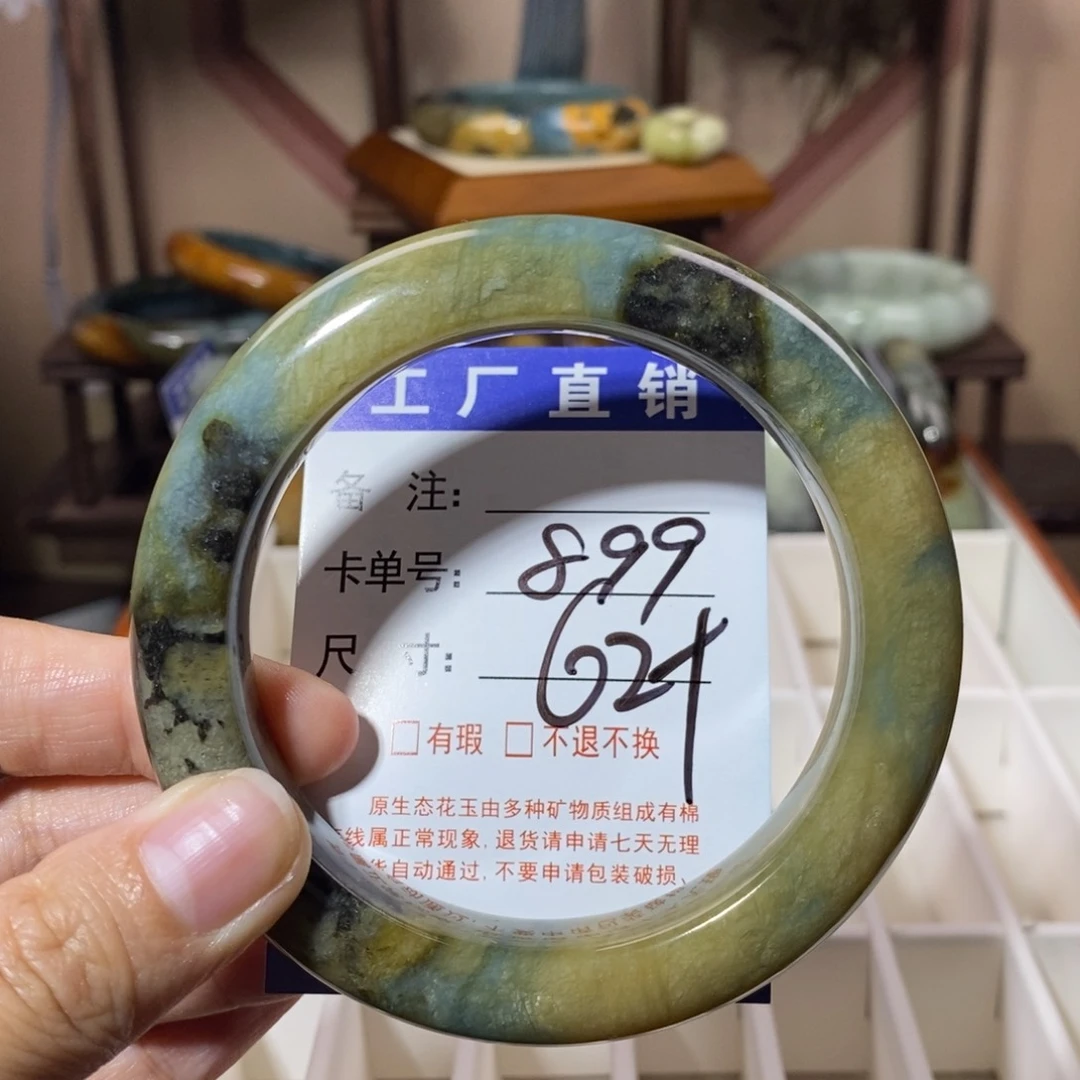 工厂直销
备 注:
卡单号: 899
尺 寸: 624
□有瑕 □不退不换
原生态花玉由多种矿物质组成有棉
线属正常现象,退货请申请七天无理
货自动通过,不要申请包装破损、